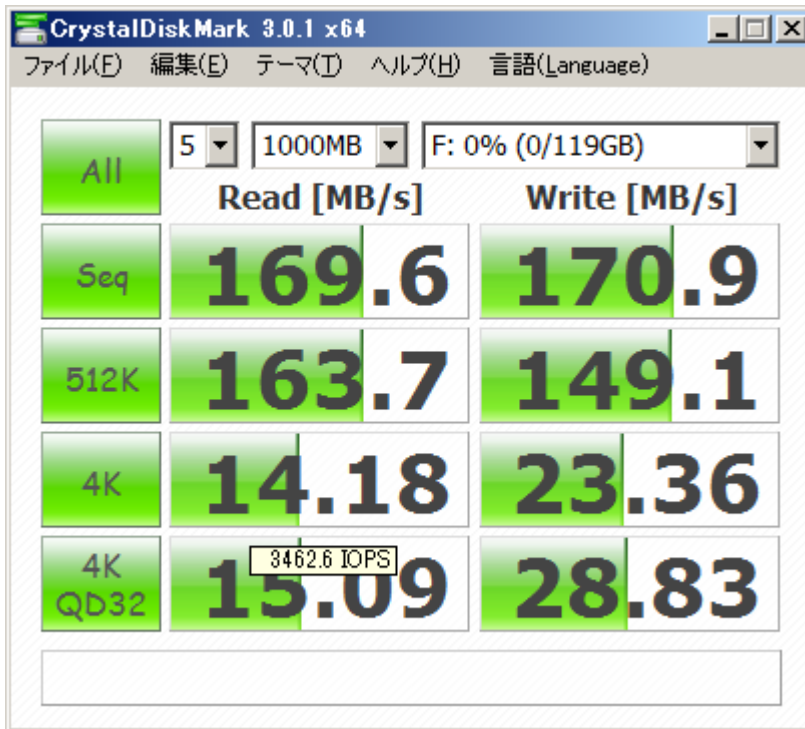 CrystalDiskMark 3.0.1 x64
ファイル(F) 編集(E) テーマ(T) ヘルプ(H) 言語(Language)
All 5 1000MB F: 0% (0/119GB)
Read [MB/s] Write [MB/s]
Seq 169.6 170.9
512K 163.7 149.1
4K 14.18 23.36
3462.6 IOPS
4K QD32 15.09 28.83